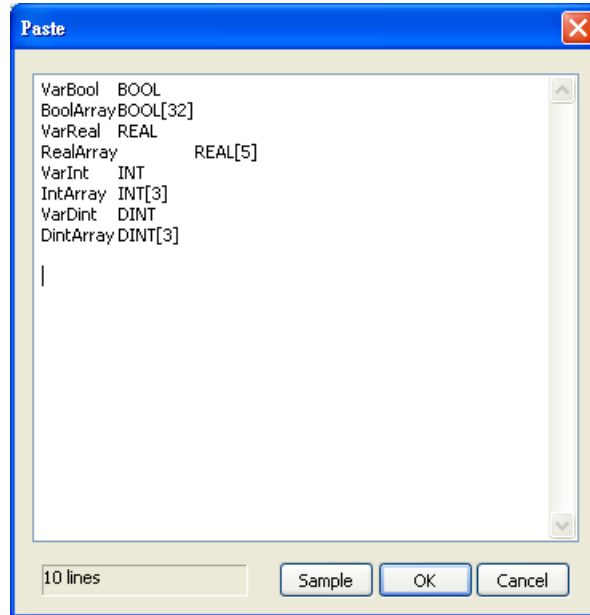 Paste
VarBool BOOL
BoolArray BOOL[32]
VarReal REAL
RealArray REAL[5]
VarInt INT
IntArray INT[3]
VarDint DINT
DintArray DINT[3]
10 lines
Sample
OK
Cancel